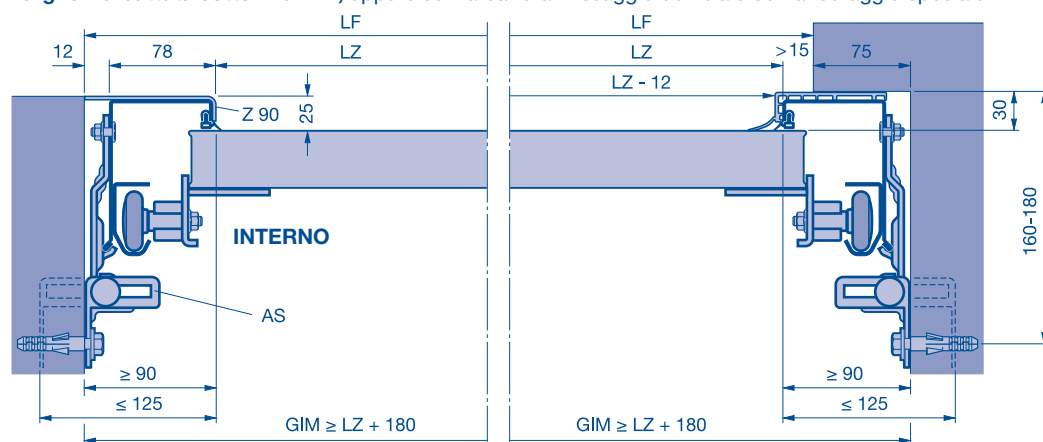 oppure
LF LF
12 78 LZ LZ >15 75
LZ - 12
Z 90 25 30
INTERNO
160-180
AS
≥ 90 ≥ 90
≤ 125 ≤ 125
GIM ≥ LZ + 180 GIM ≥ LZ + 180